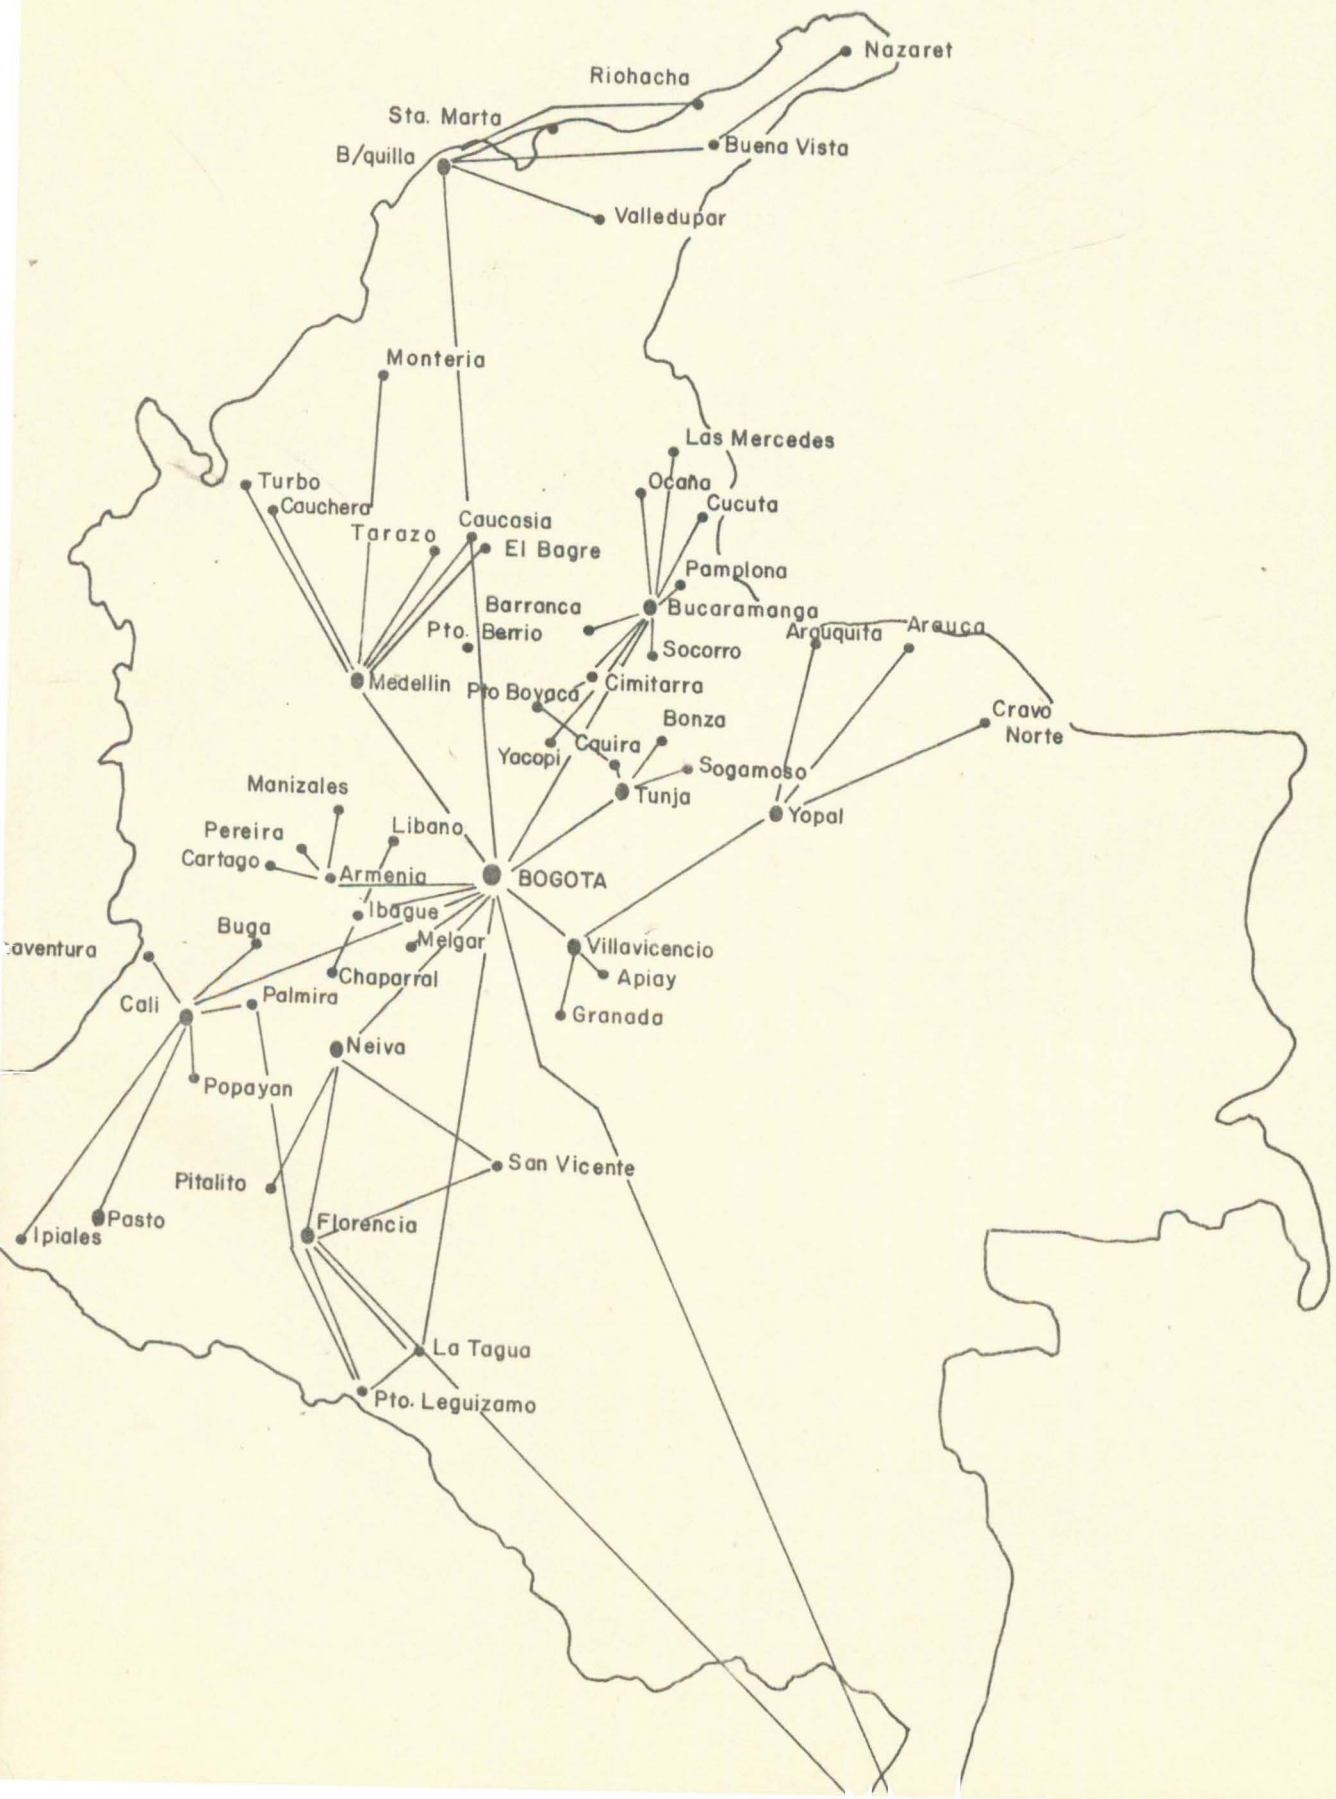 Nazaret
Riohacha
Sta. Marta
B/quilla
Buena Vista
Valledupar
Monteria
Las Mercedes
Ocaña
Cucuta
Turbo
Cauchera
Tarazo
Caucasia
El Bagre
Pamplona
Barranca
Bucaramanga
Pto. Berrio
Arauquita
Arauca
Socorro
Medellin
Pto Boyaca
Cimitarra
Cravo
Norte
Bonza
Yacopi
Cquira
Sogamoso
Tunja
Yopal
Manizales
Pereira
Libano
Cartago
Armenia
BOGOTA
Ibague
Buga
Melgar
Villavicencio
aventura
Chaparral
Apiay
Cali
Palmira
Granada
Neiva
Popayan
San Vicente
Pitalito
Pasto
Florencia
Ipiales
La Tagua
Pto. Leguizamo